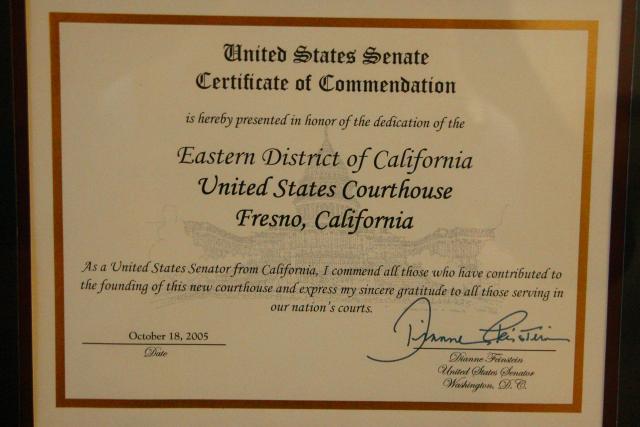 United States Senate
Certificate of Commendation
is hereby presented in honor of the dedication of the
Eastern District of California
United States Courthouse
Fresno, California
As a United States Senator from California, I commend all those who have contributed to
the founding of this new courthouse and express my sincere gratitude to all those serving in
our nation's courts.
October 18, 2005
Date
Dianne Feinstein
Dianne Feinstein
United States Senator
Washington, D.C.